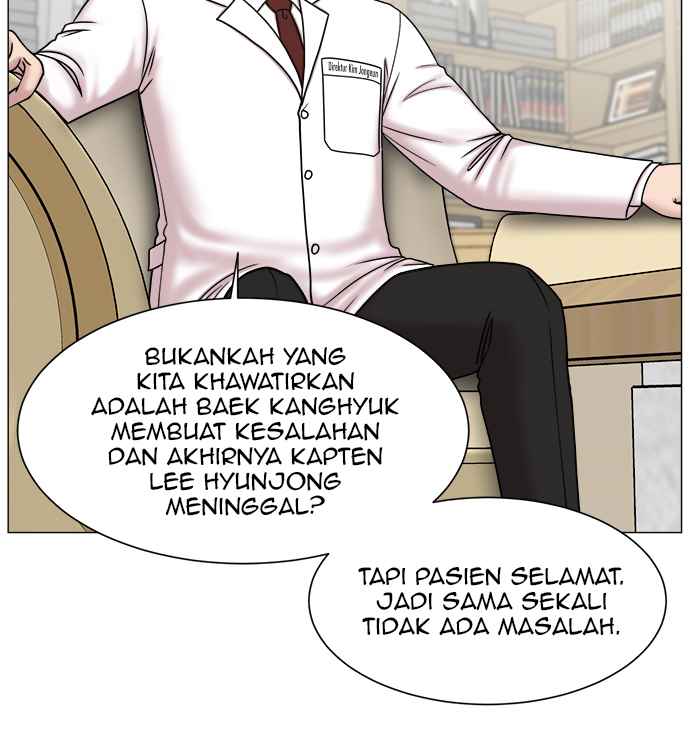 Direktur Kim Jongeun
BUKANKAH YANG
KITA KHAWATIRKAN
ADALAH BAEK KANGHYUK
MEMBUAT KESALAHAN
DAN AKHIRNYA KAPTEN
LEE HYUNJONG
MENINGGAL?
TAPI PASIEN SELAMAT.
JADI SAMA SEKALI
TIDAK ADA MASALAH.